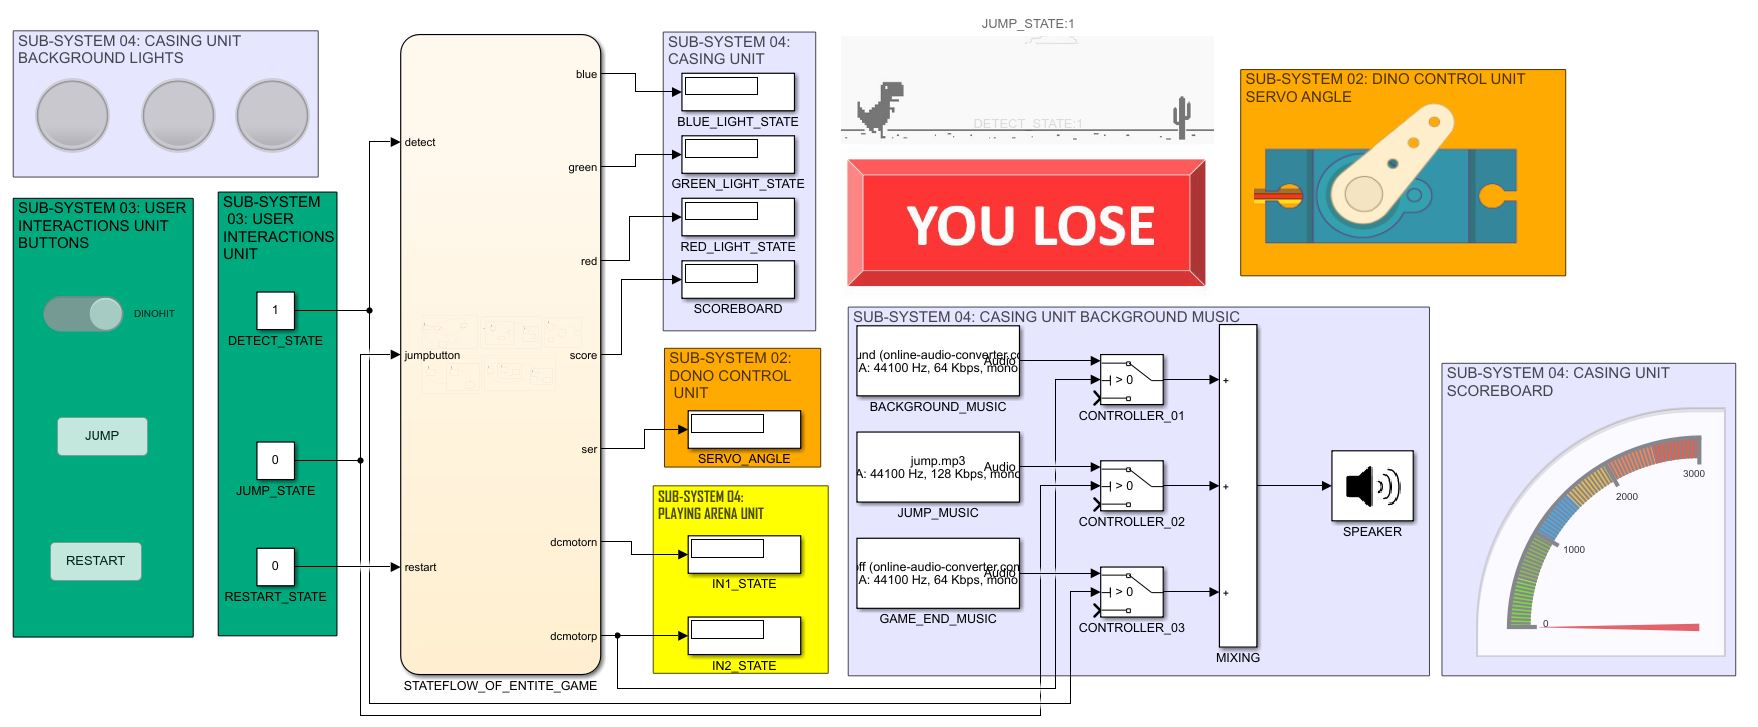 SUB-SYSTEM 04: CASING UNIT
BACKGROUND LIGHTS
SUB-SYSTEM 03: USER
INTERACTIONS UNIT
BUTTONS
DINOHIT
JUMP
RESTART
SUB-SYSTEM
03: USER
INTERACTIONS
UNIT
1
DETECT_STATE
0
JUMP_STATE
0
RESTART_STATE
detect
jumpbutton
restart
blue
green
red
score
ser
dcmotorn
dcmotorp
STATEFLOW_OF_ENTITE_GAME
SUB-SYSTEM 04:
CASING UNIT
BLUE_LIGHT_STATE
GREEN_LIGHT_STATE
RED_LIGHT_STATE
SCOREBOARD
SUB-SYSTEM 02:
DONO CONTROL
UNIT
SERVO_ANGLE
SUB-SYSTEM 04:
PLAYING ARENA UNIT
IN1_STATE
IN2_STATE
JUMP_STATE:1
DETECT_STATE:1
YOU LOSE
SUB-SYSTEM 02: DINO CONTROL UNIT
SERVO ANGLE
SUB-SYSTEM 04: CASING UNIT BACKGROUND MUSIC
und (online-audio-converter.co
A: 44100 Hz, 64 Kbps, mono
Audio
BACKGROUND_MUSIC
> 0
CONTROLLER_01
jump.mp3
A: 44100 Hz, 128 Kbps, mono
Audio
JUMP_MUSIC
> 0
CONTROLLER_02
off (online-audio-converter.con
A: 44100 Hz, 64 Kbps, mono
Audio
GAME_END_MUSIC
> 0
CONTROLLER_03
+
+
+
MIXING
SPEAKER
SUB-SYSTEM 04: CASING UNIT
SCOREBOARD
0
1000
2000
3000